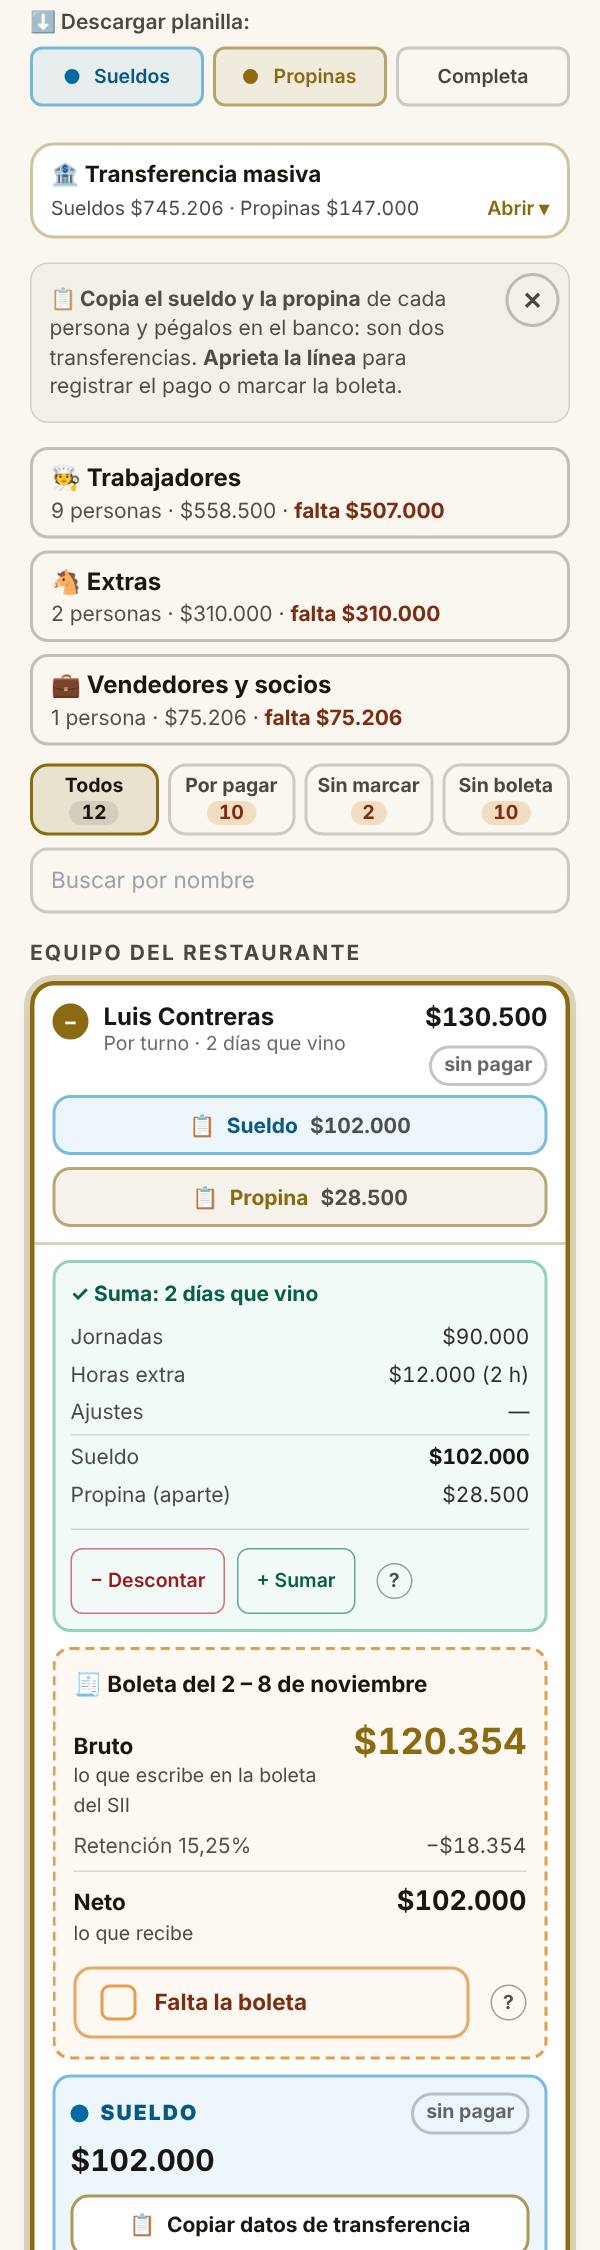 ⬇️ Descargar planilla:
Sueldos
Propinas
Completa
🏦 Transferencia masiva
Sueldos $745.206 · Propinas $147.000
Abrir ▾
📋 Copia el sueldo y la propina de cada
persona y pégalos en el banco: son dos
transferencias. Aprieta la línea para
registrar el pago o marcar la boleta.
✕
🧑‍🍳 Trabajadores
9 personas · $558.500 · falta $507.000
🐴 Extras
2 personas · $310.000 · falta $310.000
💼 Vendedores y socios
1 persona · $75.206 · falta $75.206
Todos
12
Por pagar
10
Sin marcar
2
Sin boleta
10
Buscar por nombre
EQUIPO DEL RESTAURANTE
–
Luis Contreras
$130.500
Por turno · 2 días que vino
sin pagar
📋 Sueldo $102.000
📋 Propina $28.500
✓ Suma: 2 días que vino
Jornadas $90.000
Horas extra $12.000 (2 h)
Ajustes —
Sueldo $102.000
Propina (aparte) $28.500
− Descontar
+ Sumar
?
🧾 Boleta del 2 – 8 de noviembre
Bruto $120.354
lo que escribe en la boleta
del SII
Retención 15,25% −$18.354
Neto $102.000
lo que recibe
Falta la boleta
?
SUELDO
sin pagar
$102.000
📋 Copiar datos de transferencia